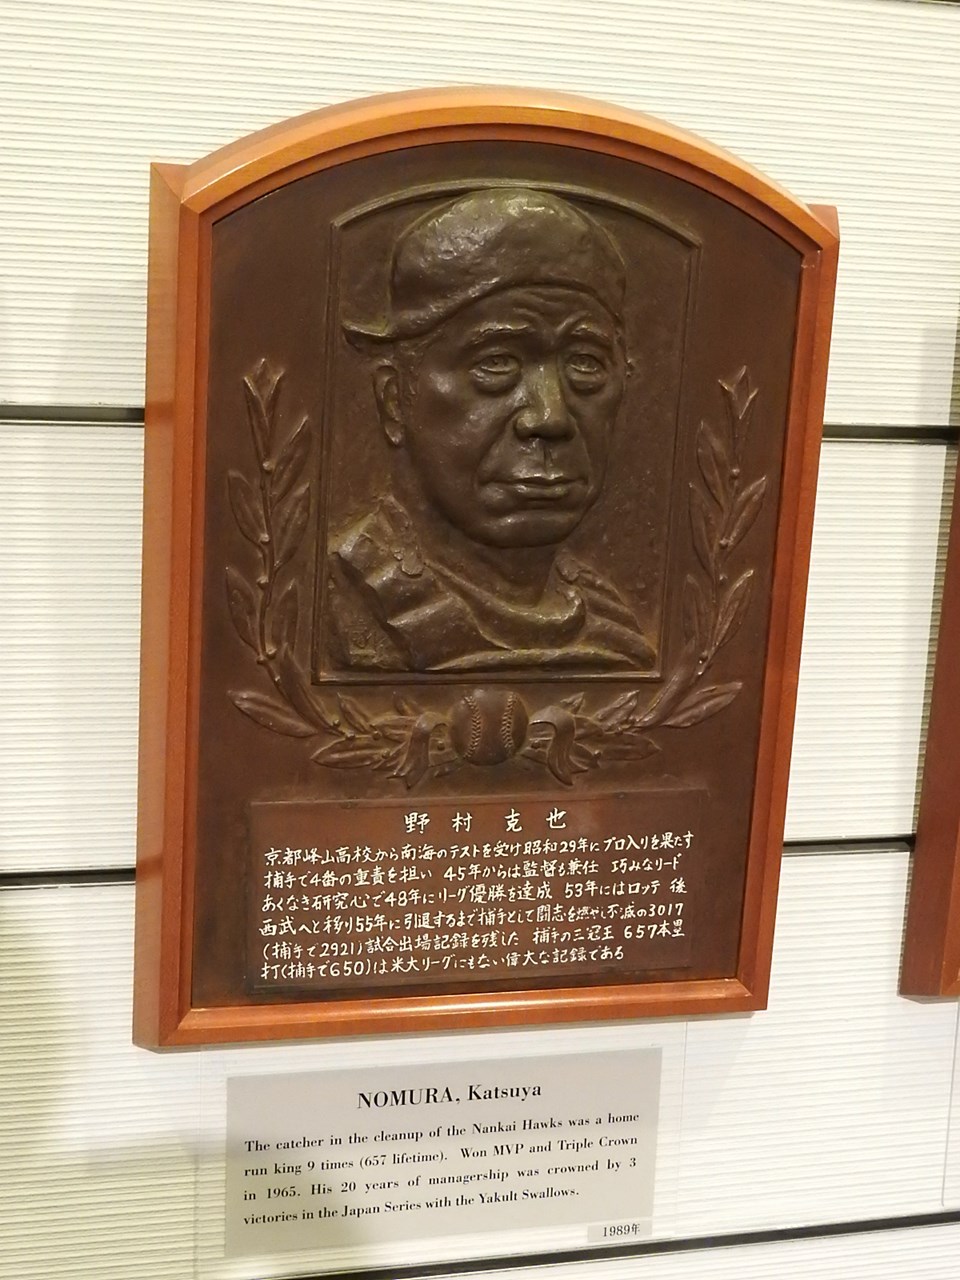 野村克也
京都峰山高校から南海のテストを受け昭和29年にプロ入りを果たす
捕手で4番の重責を担い 45年からは監督も兼任 巧みなリード
あくなき研究心で48年にリーグ優勝を達成 53年にはロッテ 後
西武へと移り55年に引退するまで捕手として闘志を燃やし不滅の3017
(捕手で2921)試合出場記録を残した 捕手の三冠王 657本塁
打(捕手で650)は米大リーグにもない偉大な記録である
NOMURA, Katsuya
The catcher in the cleanup of the Nankai Hawks was a home
run king 9 times (657 lifetime). Won MVP and Triple Crown
in 1965. His 20 years of managership was crowned by 3
victories in the Japan Series with the Yakult Swallows.
1989年